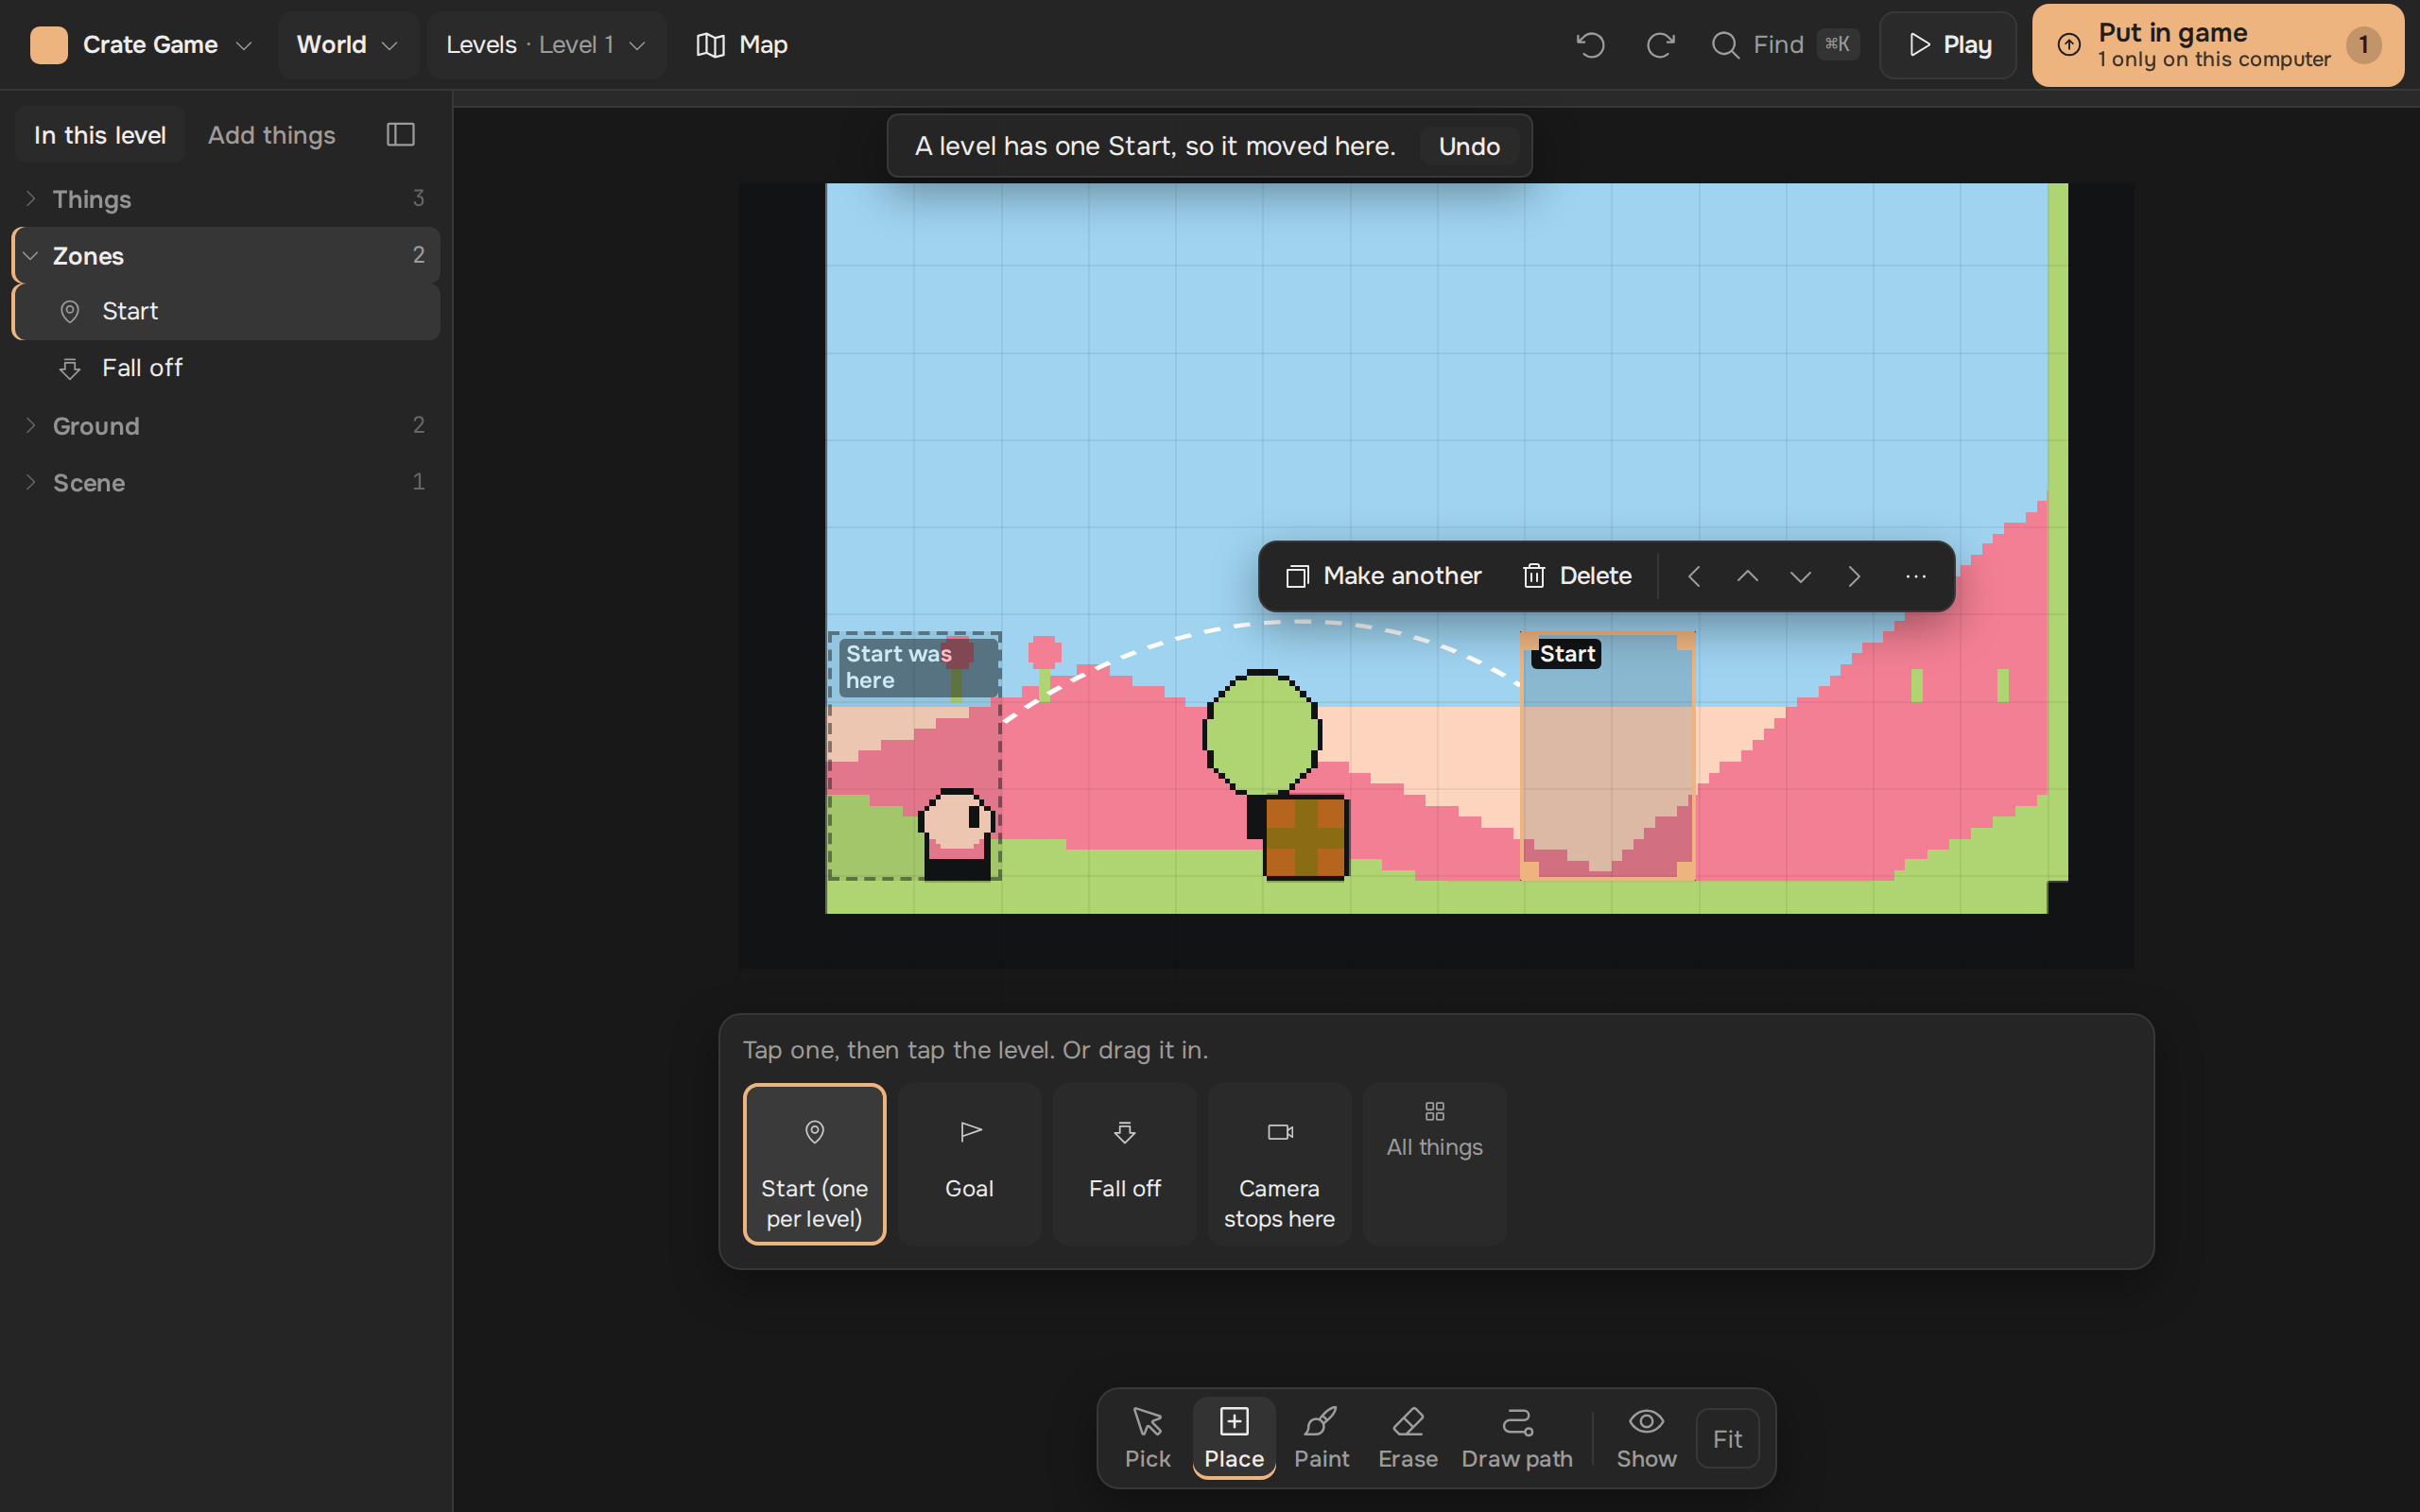 Crate Game
World
Levels · Level 1
Map
Find ⌘K
Play
Put in game
1 only on this computer
1
In this level
Add things
Things 3
Zones 2
Start
Fall off
Ground 2
Scene 1
A level has one Start, so it moved here.
Undo
Make another
Delete
Start was
here
Start
Tap one, then tap the level. Or drag it in.
Start (one
per level)
Goal
Fall off
Camera
stops here
All things
Pick
Place
Paint
Erase
Draw path
Show
Fit